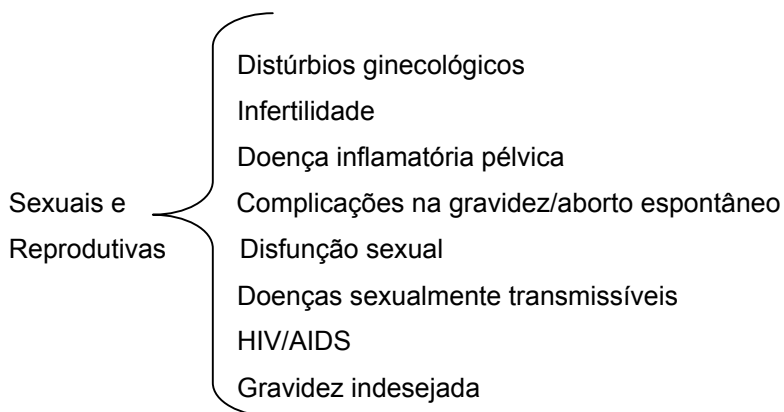 Sexuais e
Reprodutivas
Distúrbios ginecológicos
Infertilidade
Doença inflamatória pélvica
Complicações na gravidez/aborto espontâneo
Disfunção sexual
Doenças sexualmente transmissíveis
HIV/AIDS
Gravidez indesejada